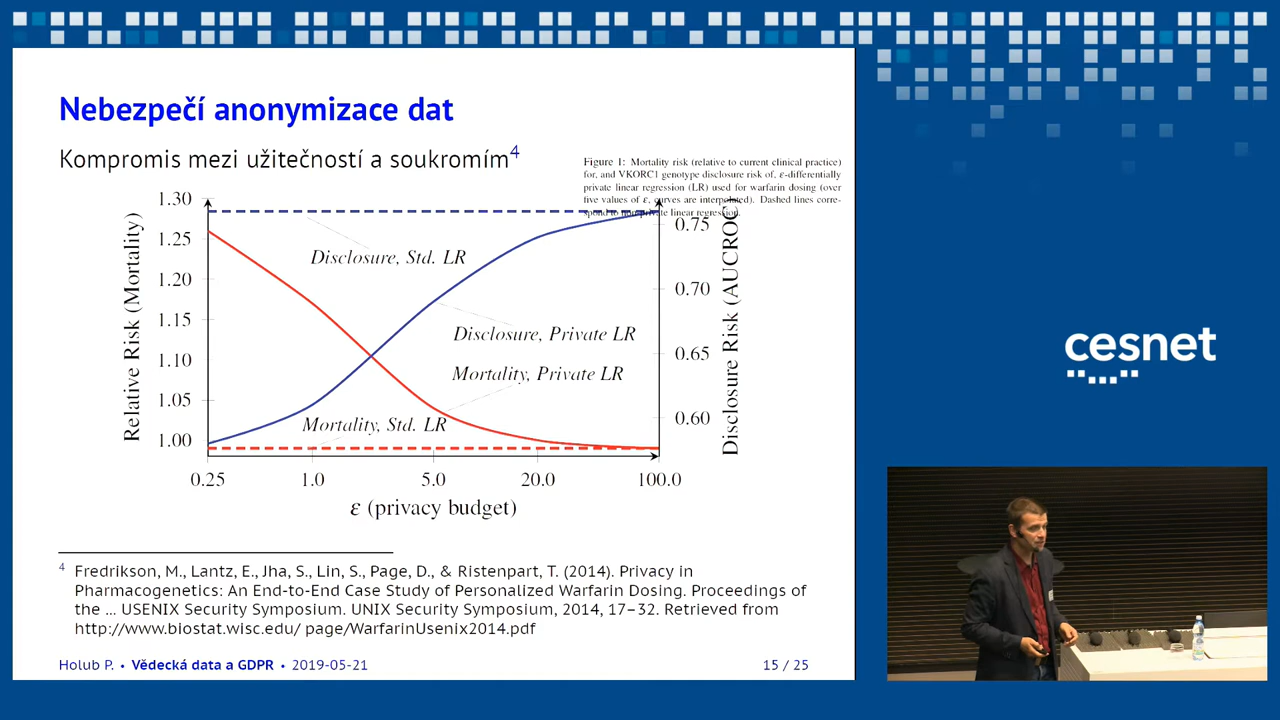 Nebezpečí anonymizace dat
Kompromis mezi užitečností a soukromím4
Figure 1: Mortality risk (relative to current clinical practice)
for, and VKORC1 genotype disclosure risk of, ε-differentially
private linear regression (LR) used for warfarin dosing (over
five values of ε, curves are interpolated). Dashed lines corre-
spond to non-private linear regression.
1.30
1.25
1.20
1.15
1.10
1.05
1.00
Relative Risk (Mortality)
Disclosure, Std. LR
Disclosure, Private LR
Mortality, Private LR
Mortality, Std. LR
0.75
0.70
0.65
0.60
Disclosure Risk (AUCROC)
0.25 1.0 5.0 20.0 100.0
ε (privacy budget)
4 Fredrikson, M., Lantz, E., Jha, S., Lin, S., Page, D., & Ristenpart, T. (2014). Privacy in
Pharmacogenetics: An End-to-End Case Study of Personalized Warfarin Dosing. Proceedings of
the ... USENIX Security Symposium. UNIX Security Symposium, 2014, 17–32. Retrieved from
http://www.biostat.wisc.edu/ page/WarfarinUsenix2014.pdf
Holub P. • Vědecká data a GDPR • 2019-05-21
15 / 25
cesnet